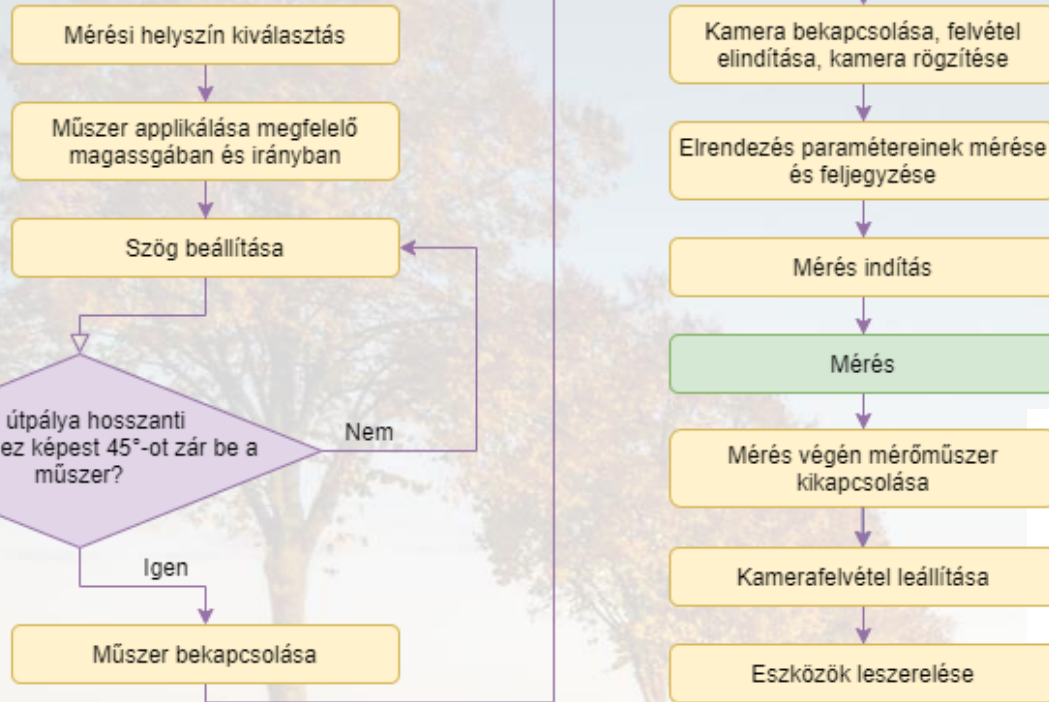 Mérési helyszín kiválasztás
Műszer applikálása megfelelő
magassgában és irányban
Szög beállítása
útpálya hosszanti
ez képest 45°-ot zár be a
műszer?
Nem
Igen
Műszer bekapcsolása
Kamera bekapcsolása, felvétel
elindítása, kamera rögzítése
Elrendezés paramétereinek mérése
és feljegyzése
Mérés indítás
Mérés
Mérés végén mérőműszer
kikapcsolása
Kamerafelvétel leállítása
Eszközök leszerelése